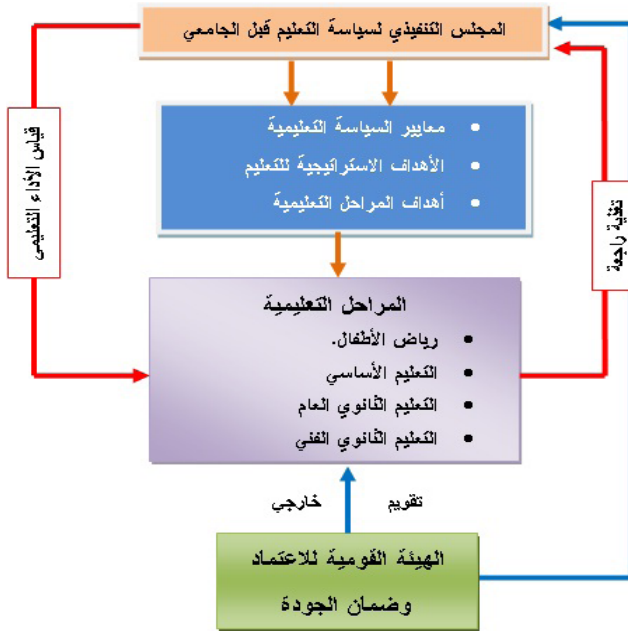 المجلس التنفيذي لسياسة التعليم قبل الجامعي
معايير السياسة التعليمية
الأهداف الاستراتيجية للتعليم
أهداف المراحل التعليمية
قياس الأداء التعليمى
تغذية راجعة
المراحل التعليمية
رياض الأطفال.
التعليم الأساسي
التعليم الثانوي العام
التعليم الثانوي الفني
تقويم خارجي
الهيئة القومية للاعتماد
وضمان الجودة